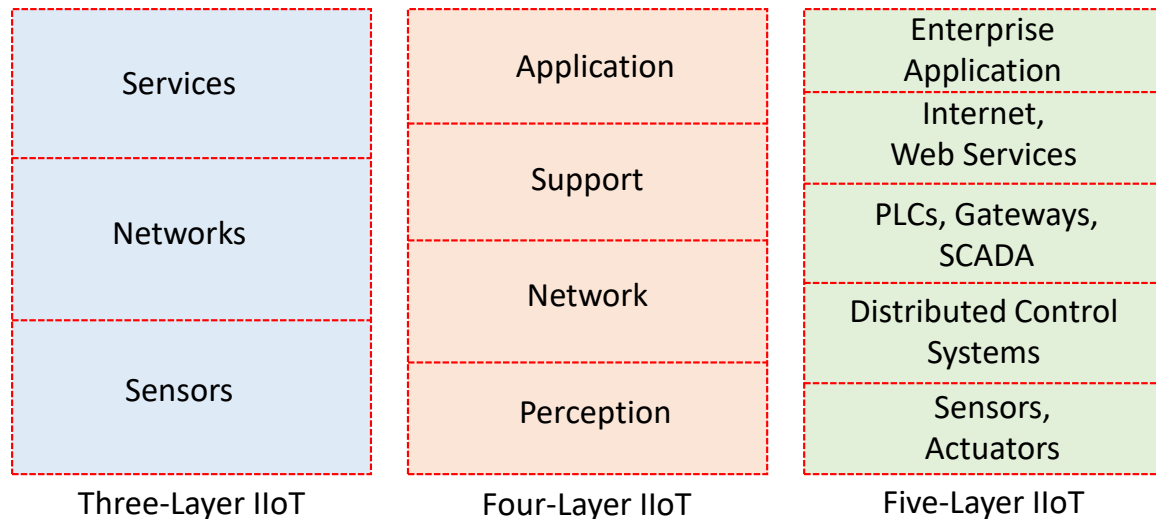 Services
Networks
Sensors
Three-Layer IIoT
Application
Support
Network
Perception
Four-Layer IIoT
Enterprise
Application
Internet,
Web Services
PLCs, Gateways,
SCADA
Distributed Control
Systems
Sensors,
Actuators
Five-Layer IIoT